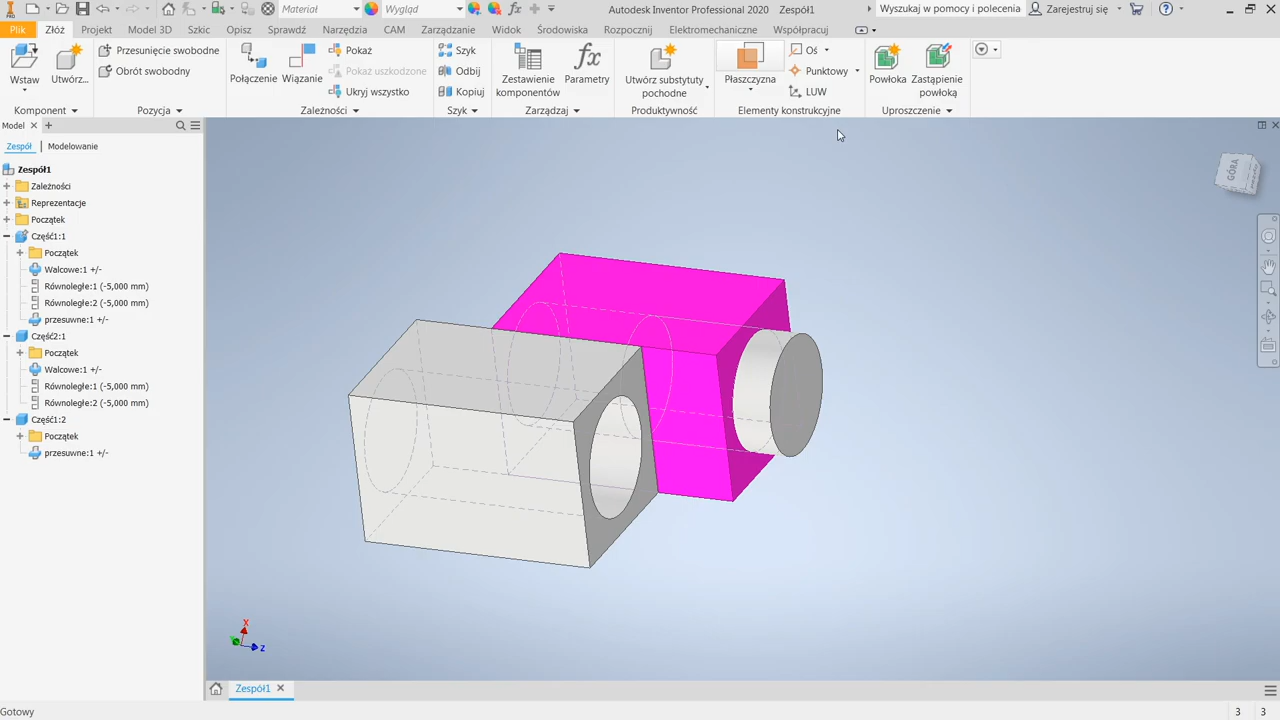 Materiał
Wygląd
Autodesk Inventor Professional 2020 Zespół1
Wyszukaj w pomocy i polecenia
Zarejestruj się
PRO
Plik Złóż Projekt Model 3D Szkic Opisz Sprawdź Narzędzia CAM Zarządzanie Widok Środowiska Rozpocznij Elektromechaniczne Współpracuj
Wstaw
Utwórz...
Przesunięcie swobodne
Obrót swobodny
Komponent
Pozycja
Połączenie
Wiązanie
Pokaż
Pokaż uszkodzone
Ukryj wszystko
Zależności
Szyk
Odbij
Kopiuj
Szyk
Zestawienie
komponentów
fx
Parametry
Zarządzaj
Utwórz substytuty
pochodne
Produktywność
Płaszczyzna
Oś
Punktowy
LUW
Elementy konstrukcyjne
Powłoka
Zastąpienie
powłoką
Uproszczenie
Model
Zespół
Modelowanie
Zespół1
Zależności
Reprezentacje
Początek
Część1:1
Początek
Walcowe:1 +/-
Równoległe:1 (-5,000 mm)
Równoległe:2 (-5,000 mm)
przesuwne:1 +/-
Część2:1
Początek
Walcowe:1 +/-
Równoległe:1 (-5,000 mm)
Równoległe:2 (-5,000 mm)
Część1:2
Początek
przesuwne:1 +/-
GÓRA
X
Y
Z
Zespół1
Gotowy
3 3